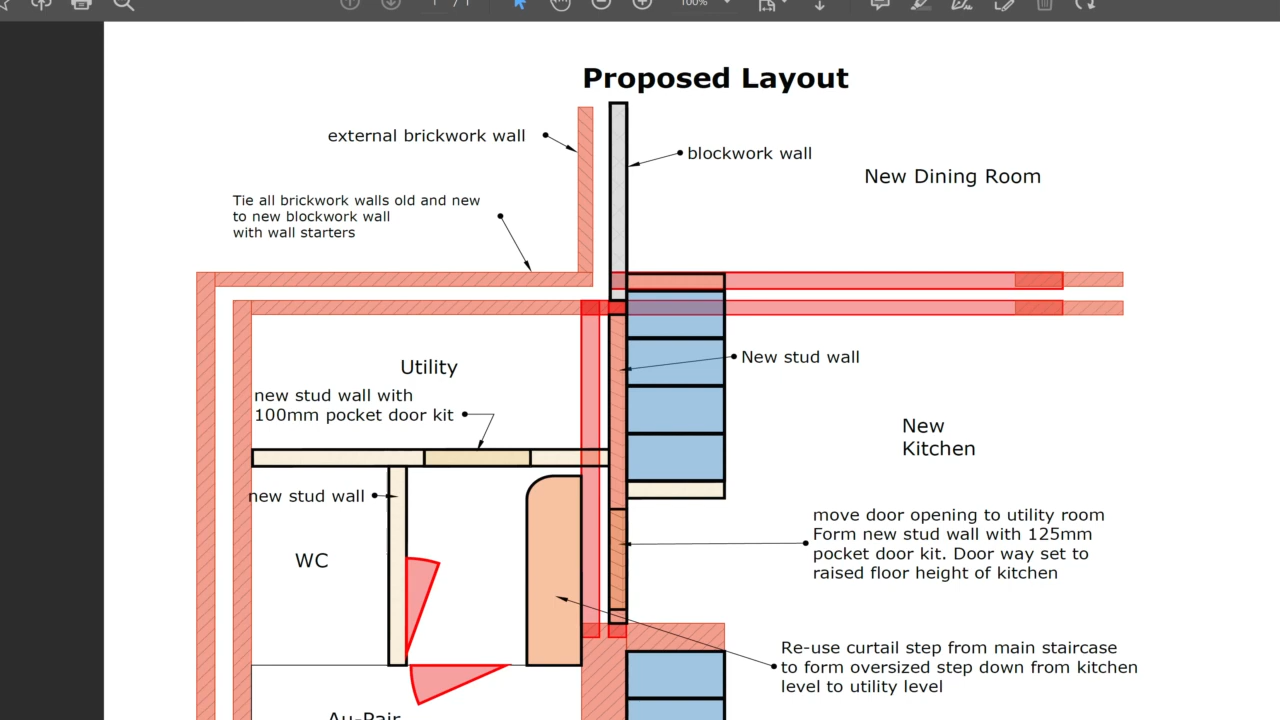 100%
Proposed Layout
external brickwork wall
blockwork wall
New Dining Room
Tie all brickwork walls old and new
to new blockwork wall
with wall starters
New stud wall
Utility
new stud wall with
100mm pocket door kit
New
Kitchen
new stud wall
move door opening to utility room
Form new stud wall with 125mm
pocket door kit. Door way set to
raised floor height of kitchen
WC
Re-use curtail step from main staircase
to form oversized step down from kitchen
level to utility level
Au-Pair